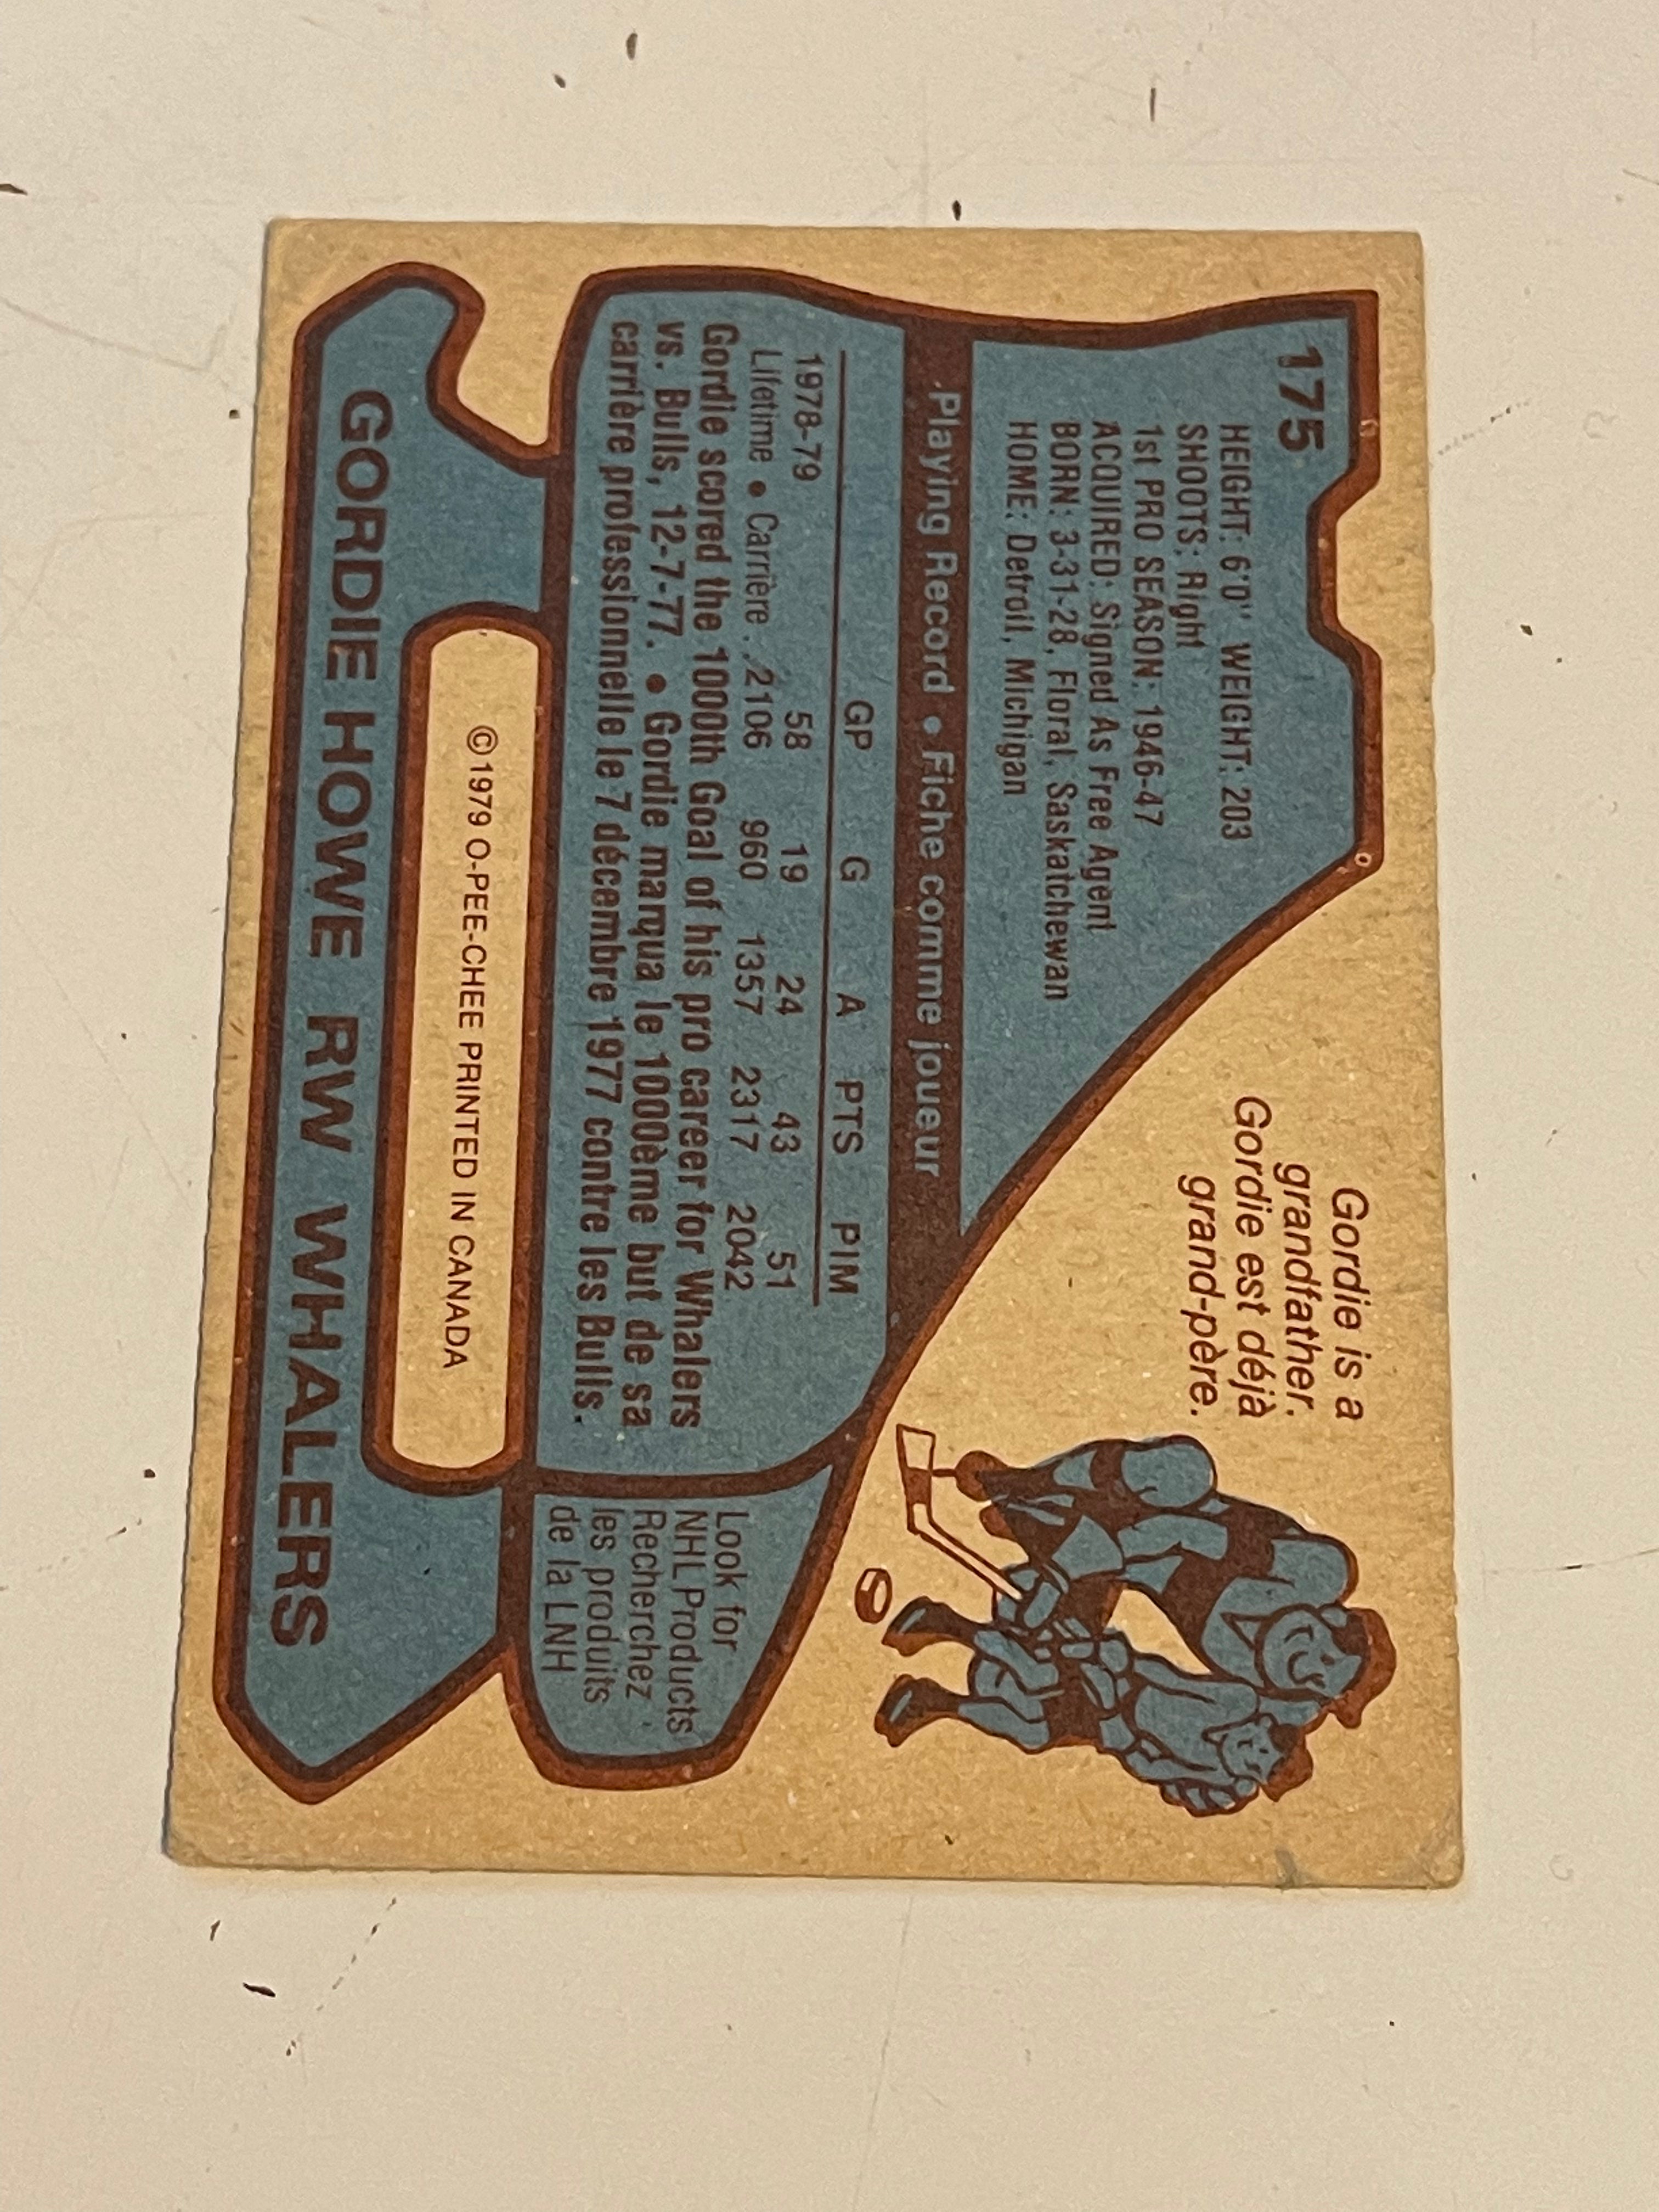 175
HEIGHT: 6'0" WEIGHT: 203
SHOOTS: Right
1st PRO SEASON: 1946-47
ACQUIRED: Signed As Free Agent
BORN: 3-31-28, Floral, Saskatchewan
HOME: Detroit, Michigan
Gordie is a
grandfather.
Gordie est déjà
grand-père.
Playing Record • Fiche comme joueur
GP G A PTS PIM
1978-79 58 19 24 43 51
Lifetime • Carrière . 2106 960 1357 2317 2042
Gordie scored the 1000th Goal of his pro career for Whalers
vs. Bulls, 12-7-77. • Gordie marqua le 1000ème but de sa
carrière professionnelle le 7 décembre 1977 contre les Bulls.
Look for
NHL Products
Recherchez
les produits
de la LNH
© 1979 O-PEE-CHEE PRINTED IN CANADA
GORDIE HOWE RW WHALERS